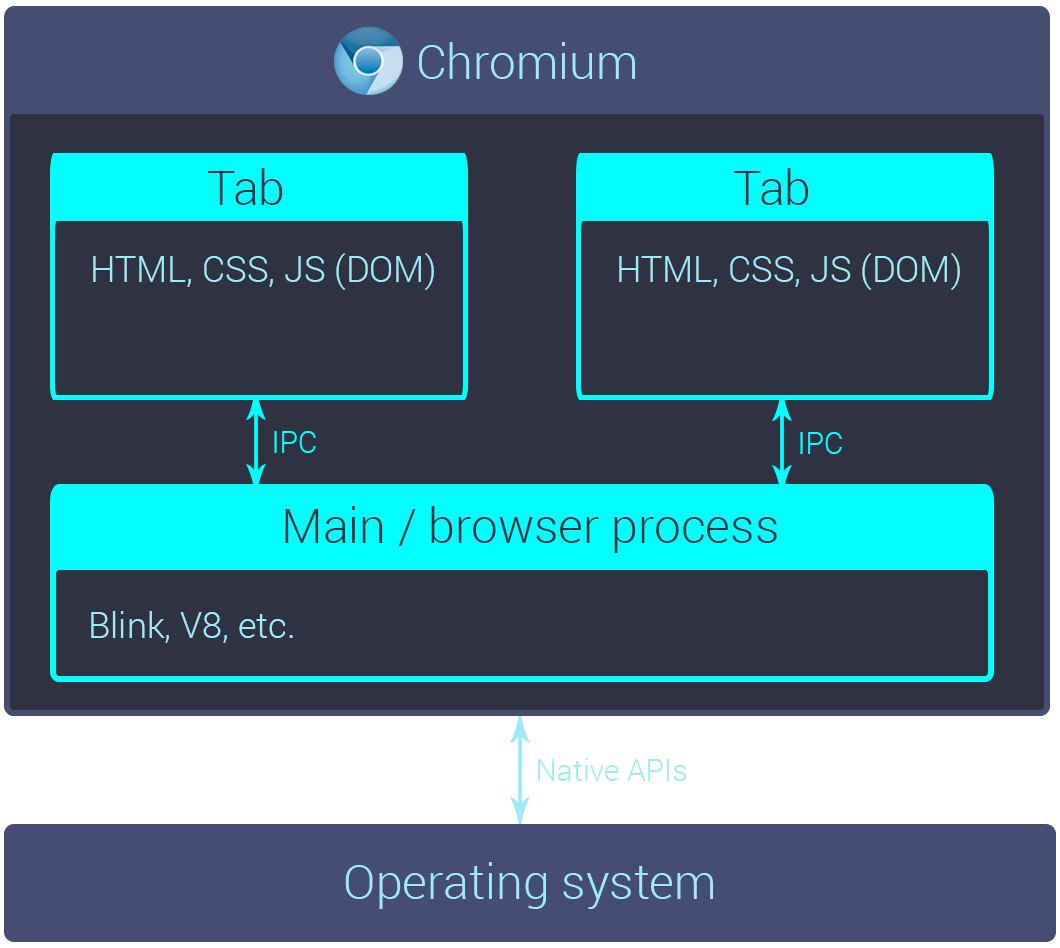 Chromium
Tab
Tab
HTML, CSS, JS (DOM)
HTML, CSS, JS (DOM)
IPC
IPC
Main / browser process
Blink, V8, etc.
Native APIs
Operating system